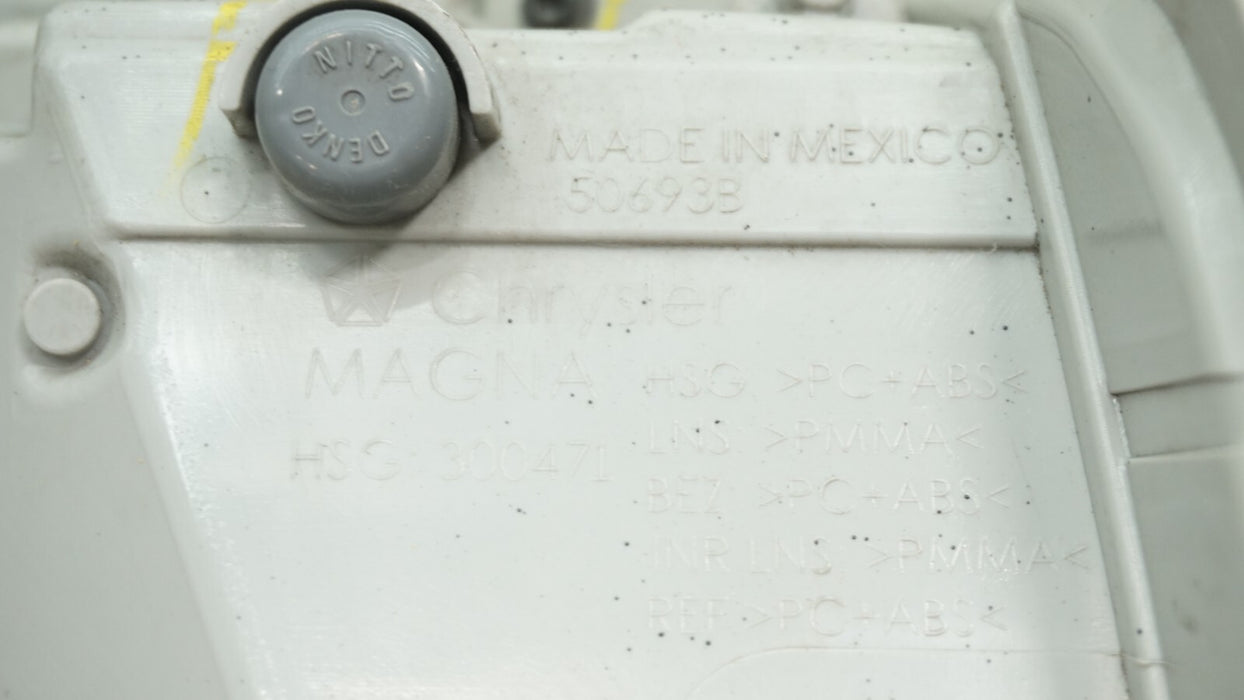 NITTO
DENKO
MADE IN MEXICO
50693B
Chrysler
MAGNA
HSG 300471
HSG >PC+ABS<
LNS >PMMA<
BEZ >PC+ABS<
INR LNS >PMMA<
REF >PC+ABS<